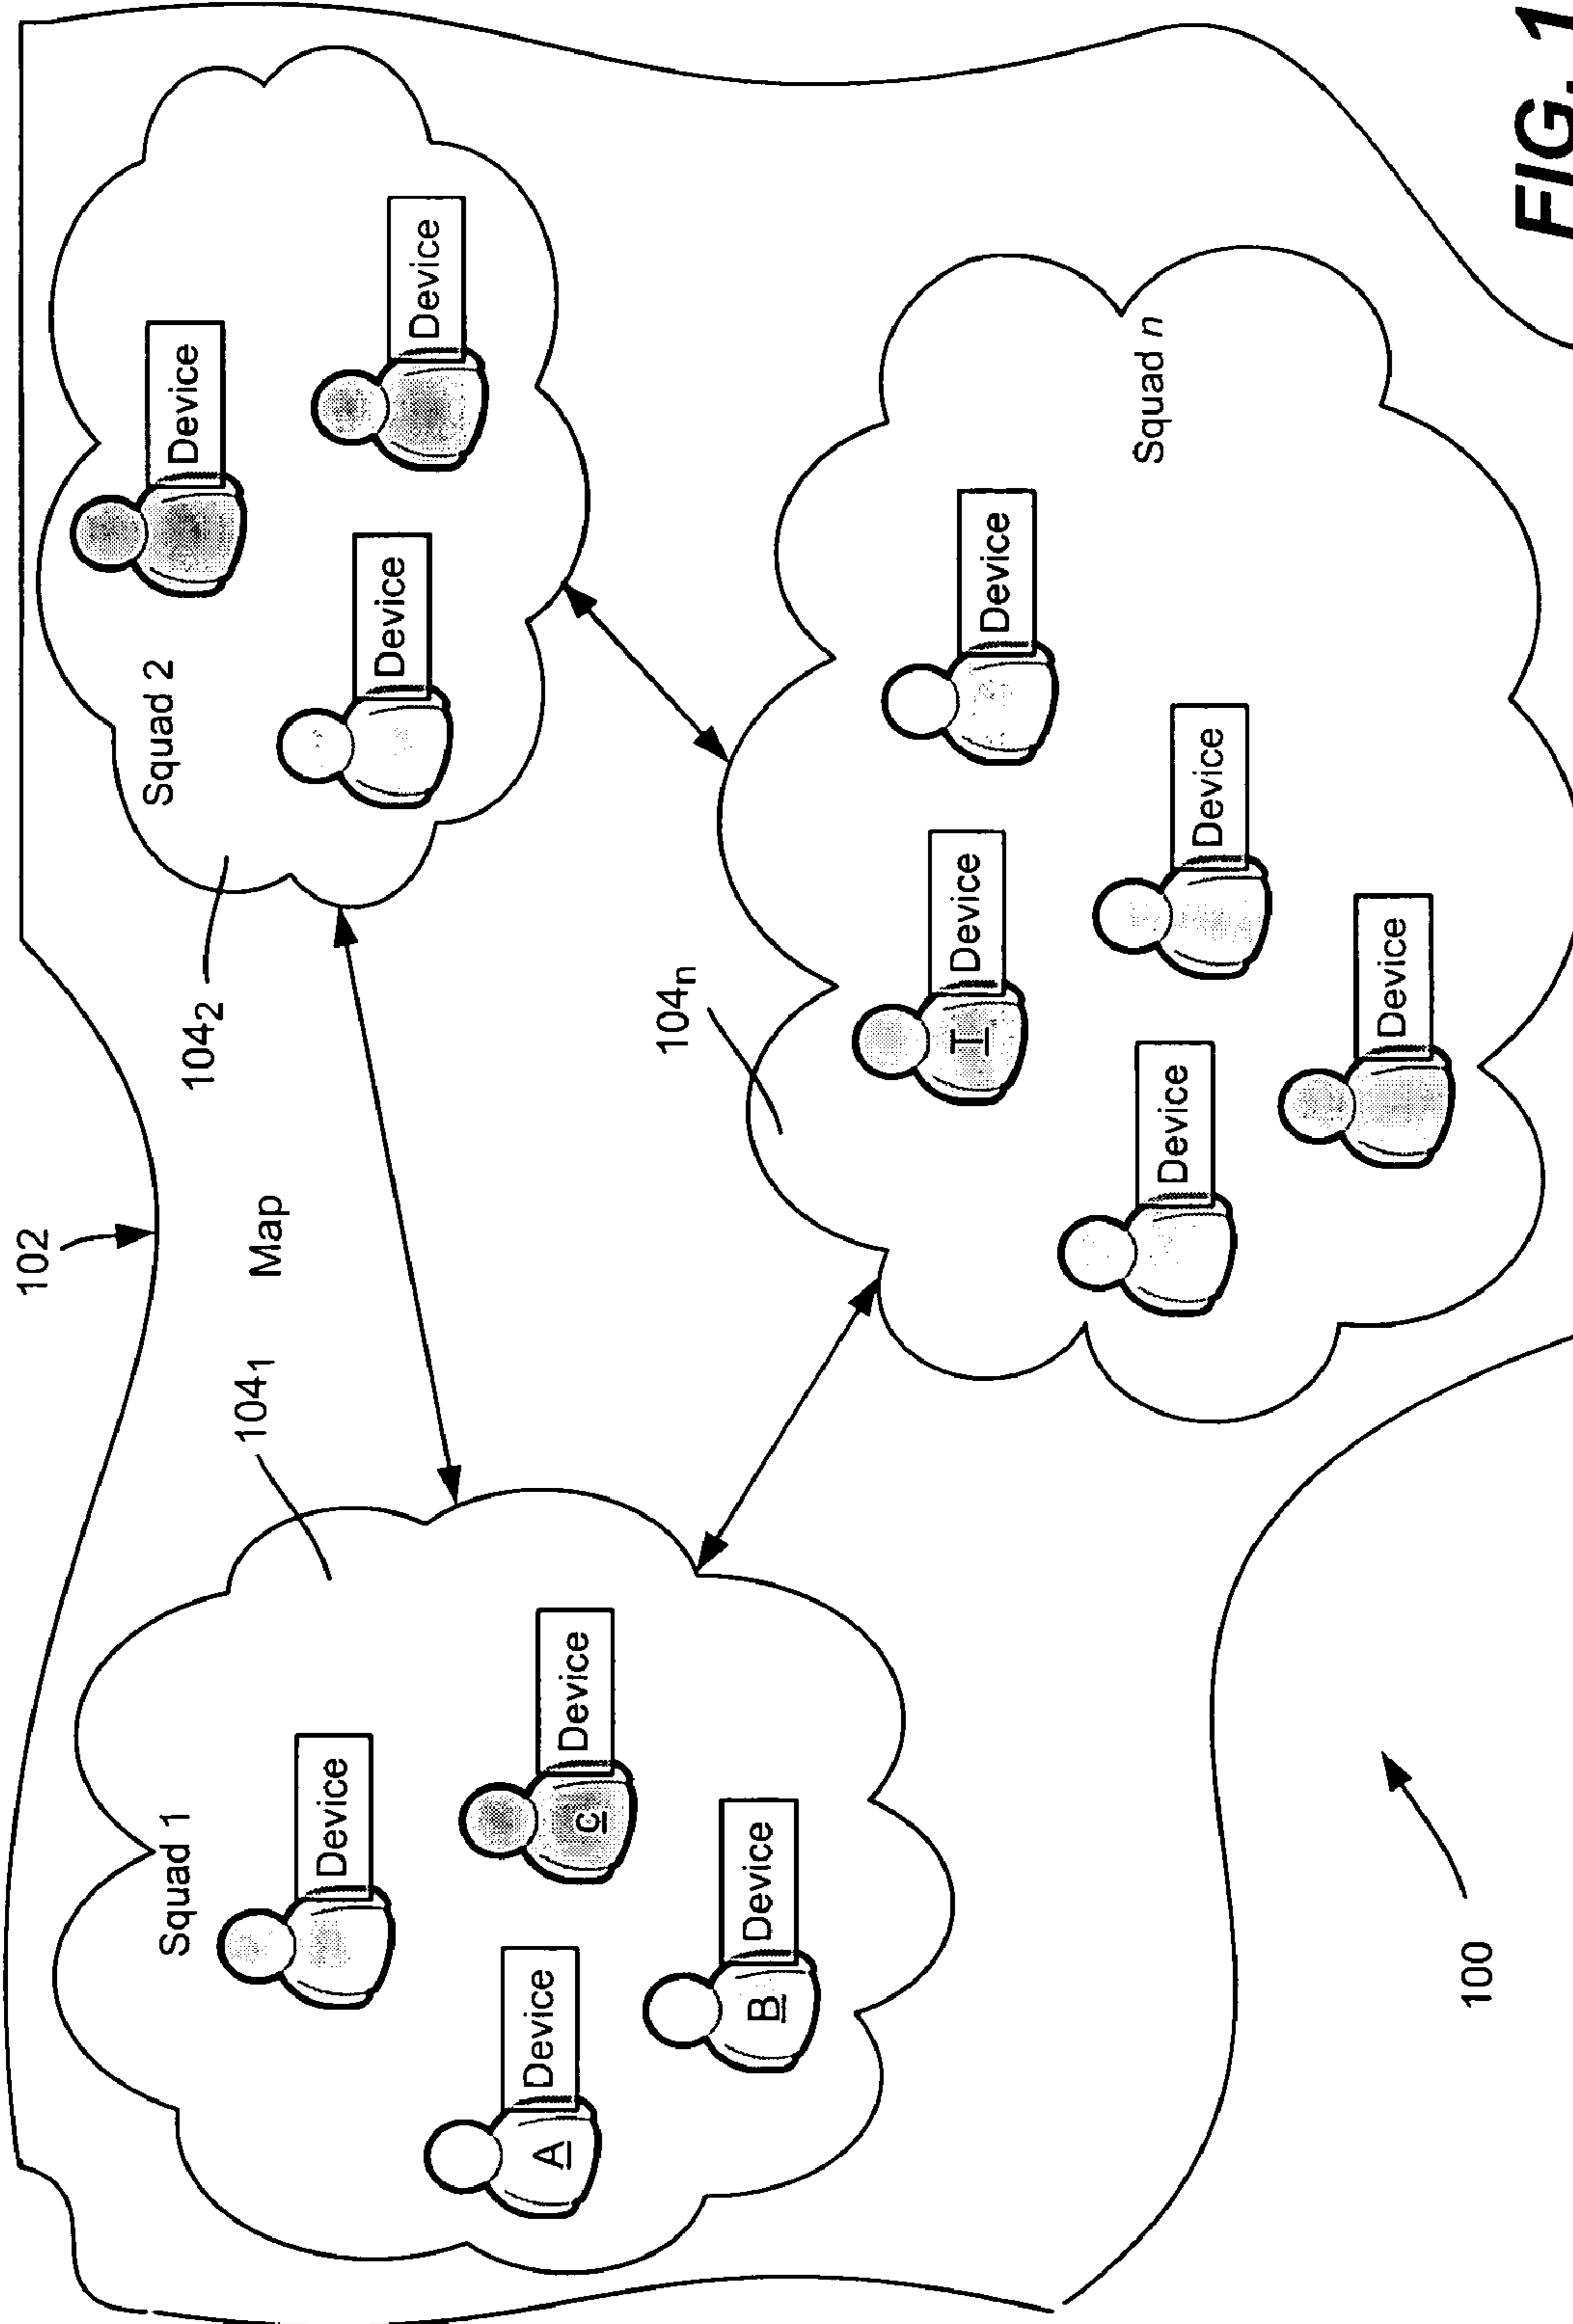 102
Map
104₁
Squad 1
Device
Device
C
Device
A
Device
B
104₂
Squad 2
Device
Device
Device
104ₙ
Squad n
Device
T
Device
Device
Device
Device
100
FIG. 1